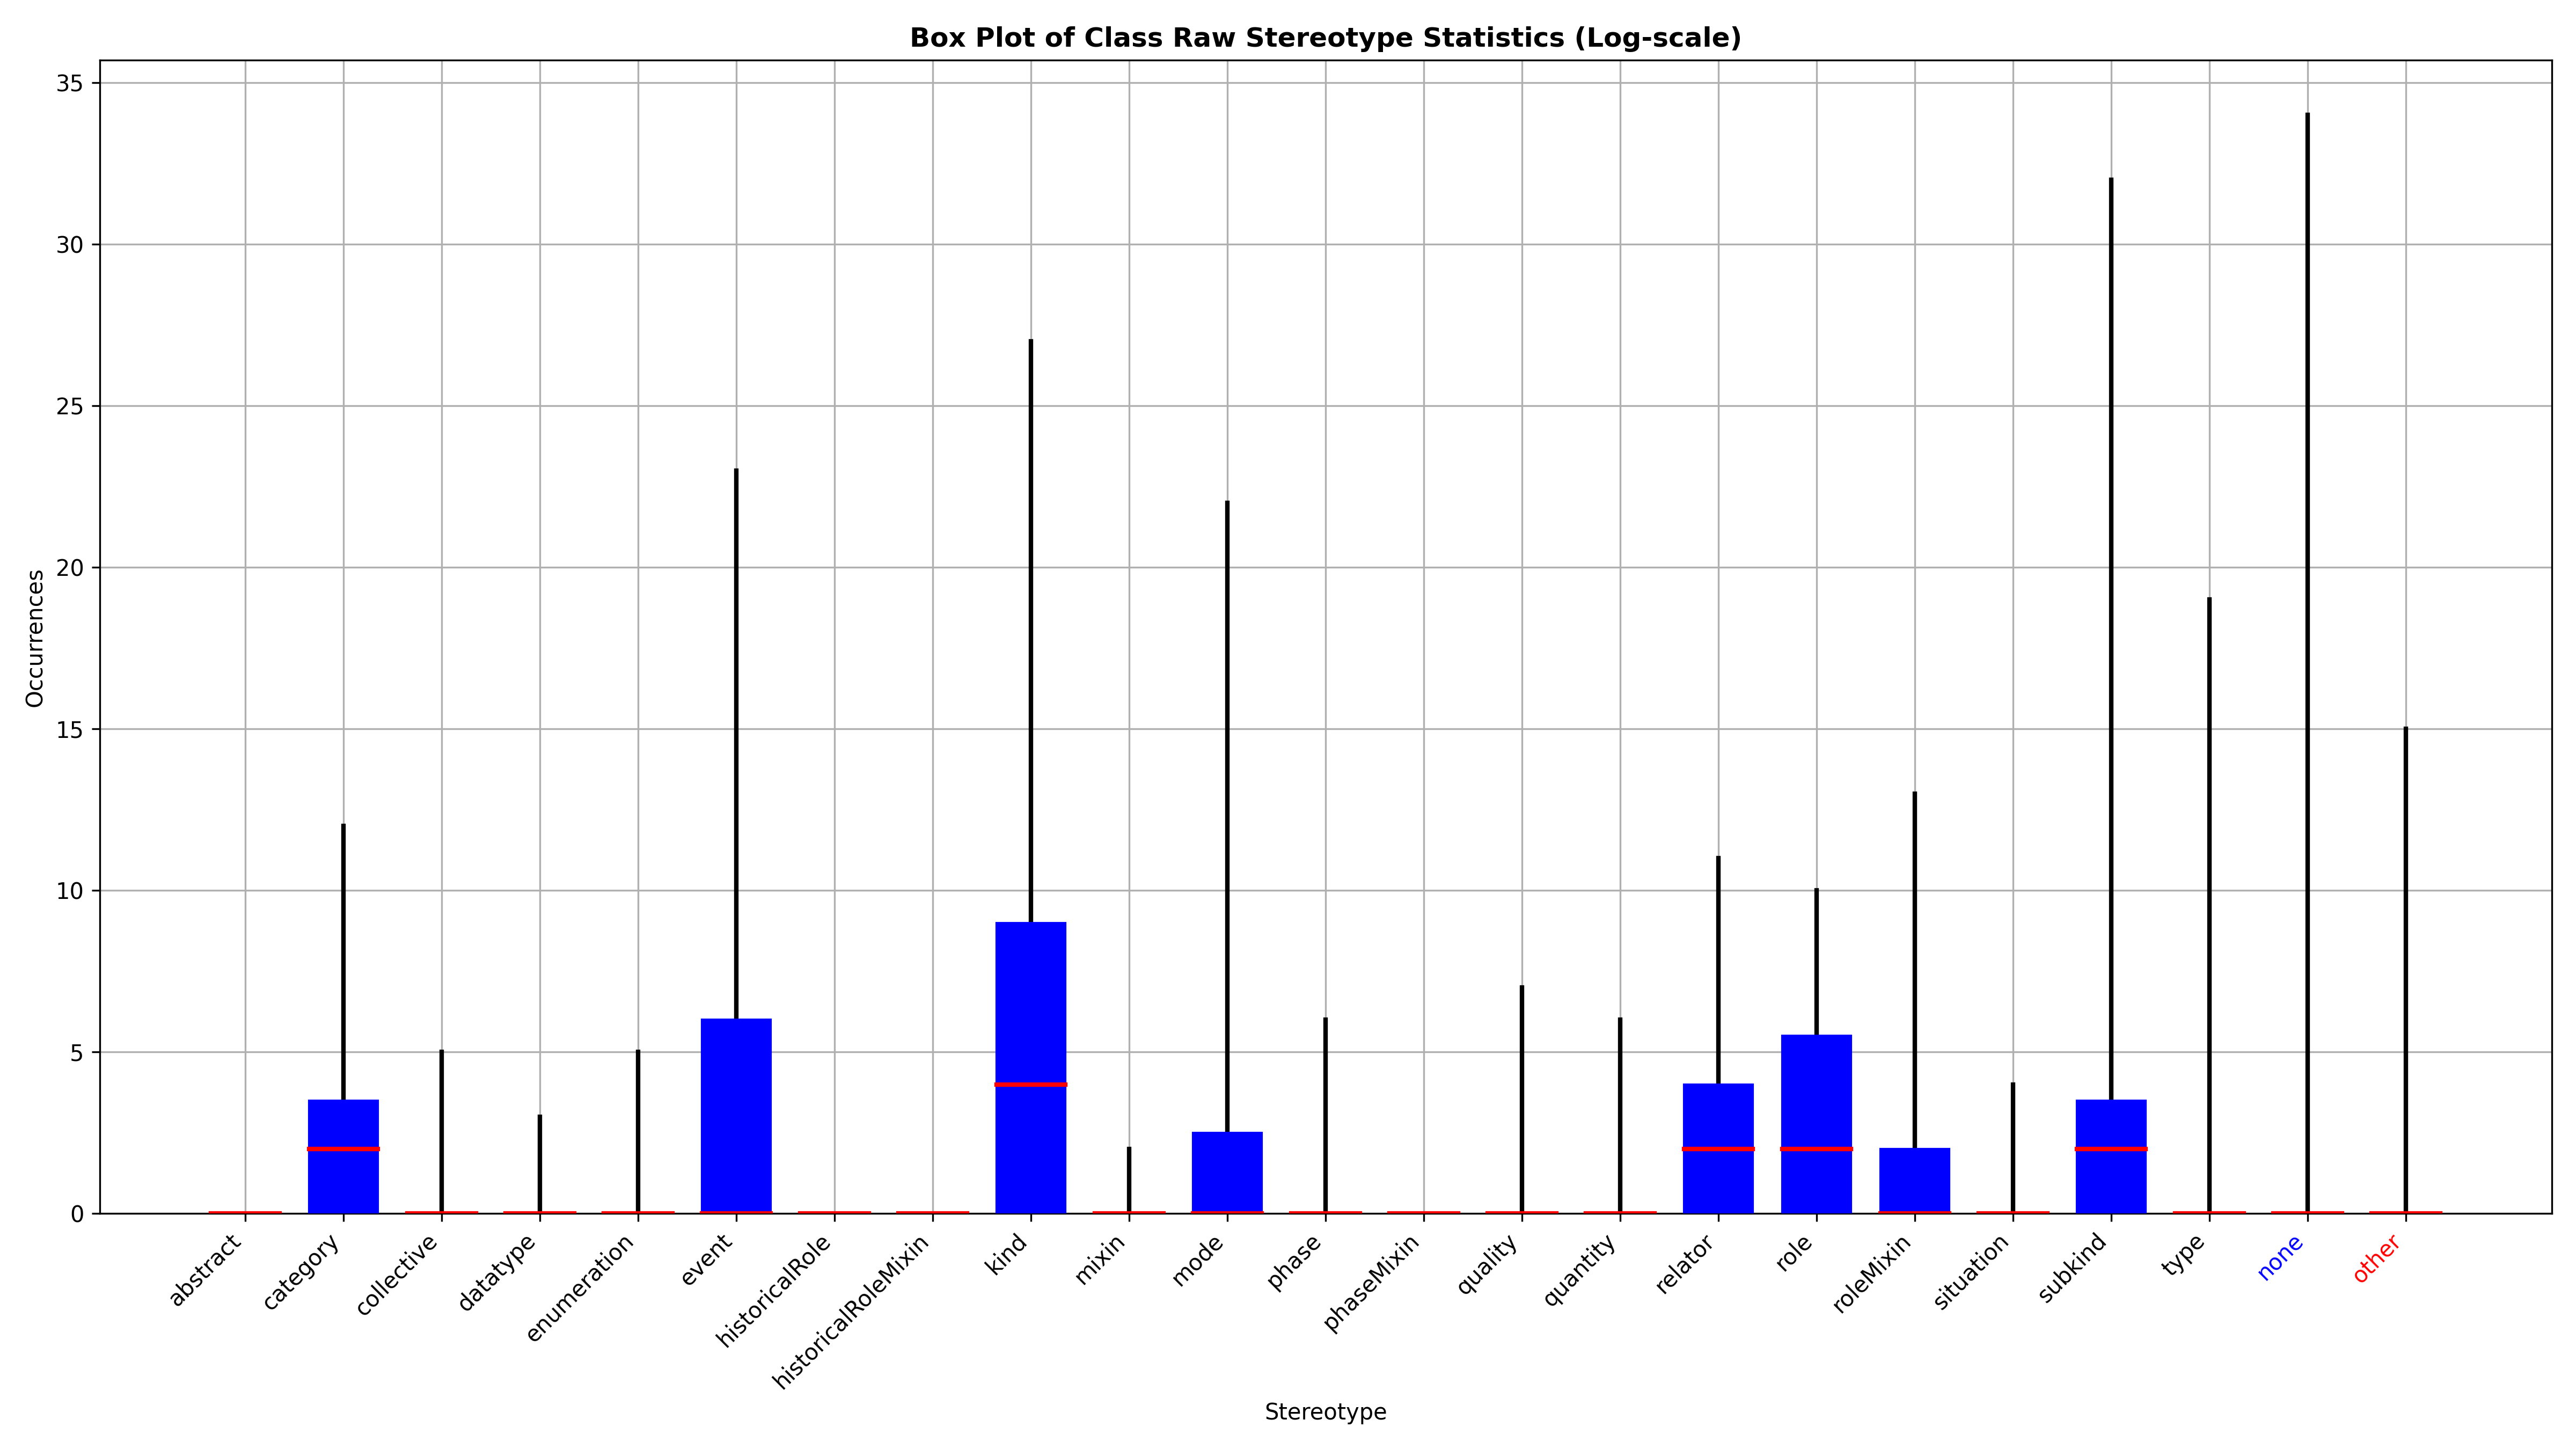 Box Plot of Class Raw Stereotype Statistics (Log-scale)
35
30
25
20
15
10
5
0
Occurrences
abstract
category
collective
datatype
enumeration
event
historicalRole
historicalRoleMixin
kind
mixin
mode
phase
phaseMixin
quality
quantity
relator
role
roleMixin
situation
subkind
type
none
other
Stereotype